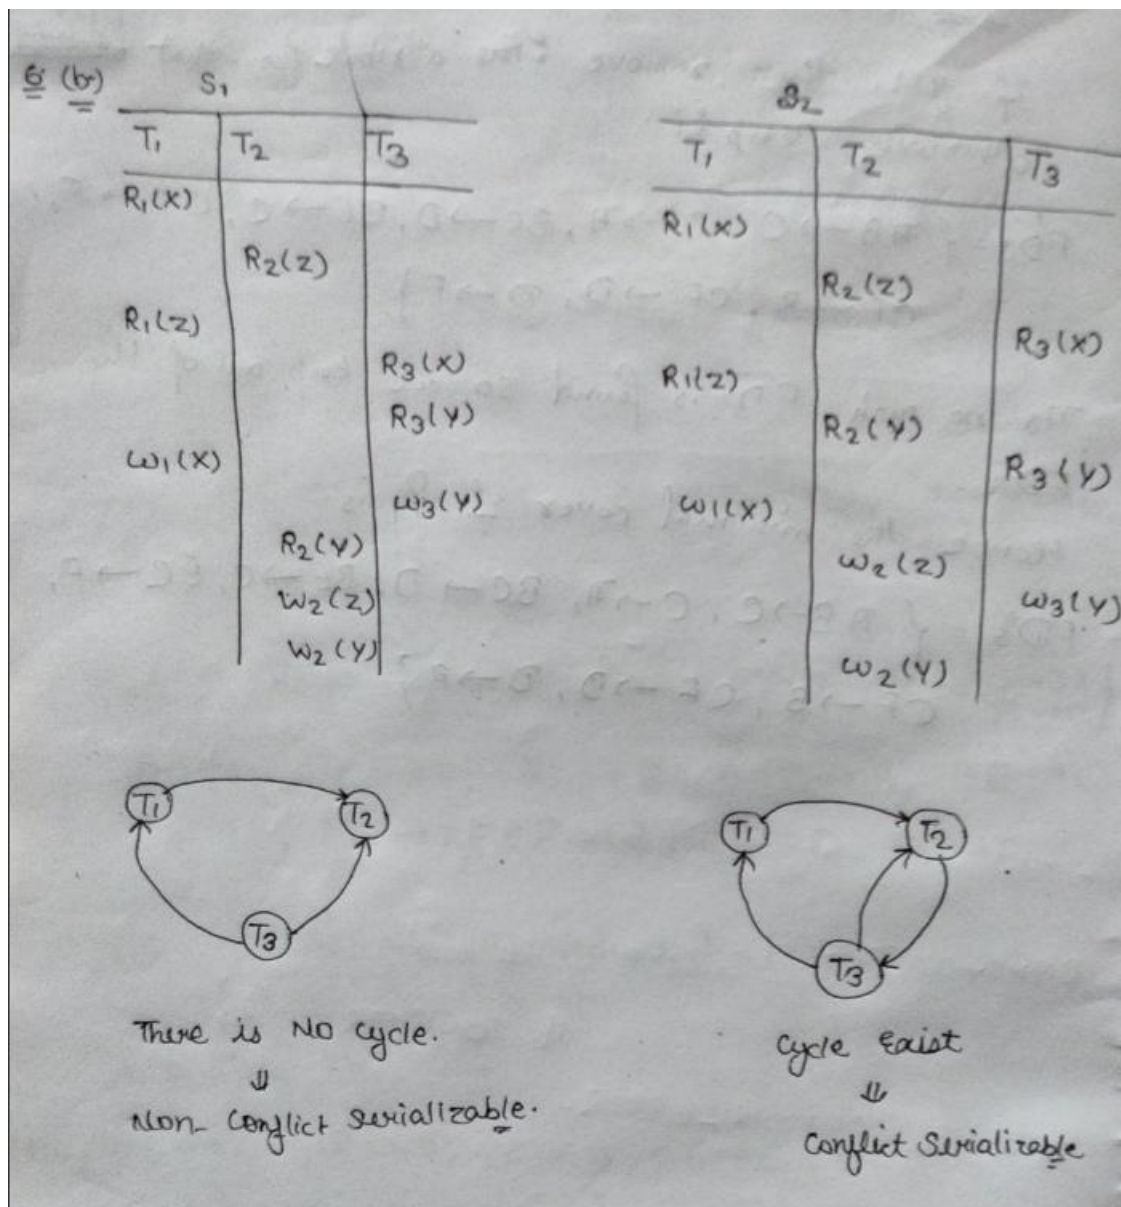 6 (b) S1
T1 T2 T3
R1(X)
R2(Z)
R1(Z)
R3(X)
R3(Y)
W1(X)
W3(Y)
R2(Y)
W2(Z)
W2(Y)
S2
T1 T2 T3
R1(X)
R2(Z)
R3(X)
R1(Z)
R2(Y)
R3(Y)
W1(X)
W2(Z)
W3(Y)
W2(Y)
T1 T2
T3
There is NO cycle.
⇓
Non- Conflict Serializable.
T1 T2
T3
Cycle Exist
⇓
Conflict Serializable